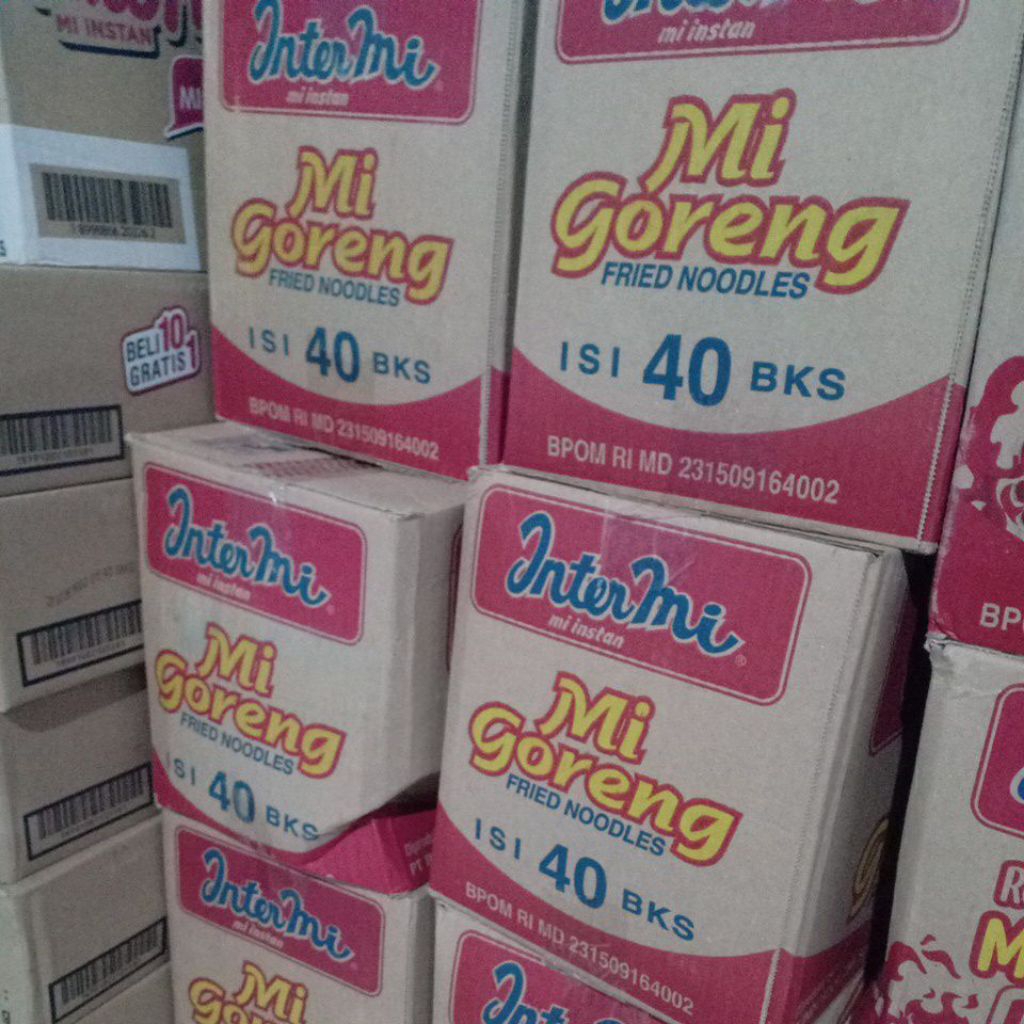 MI INSTAN
MI
BELI 10
GRATIS 1
InterMi
mi instan
Mi
Goreng
FRIED NOODLES
ISI 40 BKS
BPOM RI MD 231509164002
mi instan
Mi
Goreng
FRIED NOODLES
ISI 40 BKS
BPOM RI MD 231509164002
BP
InterMi
mi instan
Mi
Goreng
FRIED NOODLES
ISI 40 BKS
PT
InterMi
mi instan
Mi
Goreng
FRIED NOODLES
ISI 40 BKS
BPOM RI MD 231509164002
InterMi
mi instan
Mi